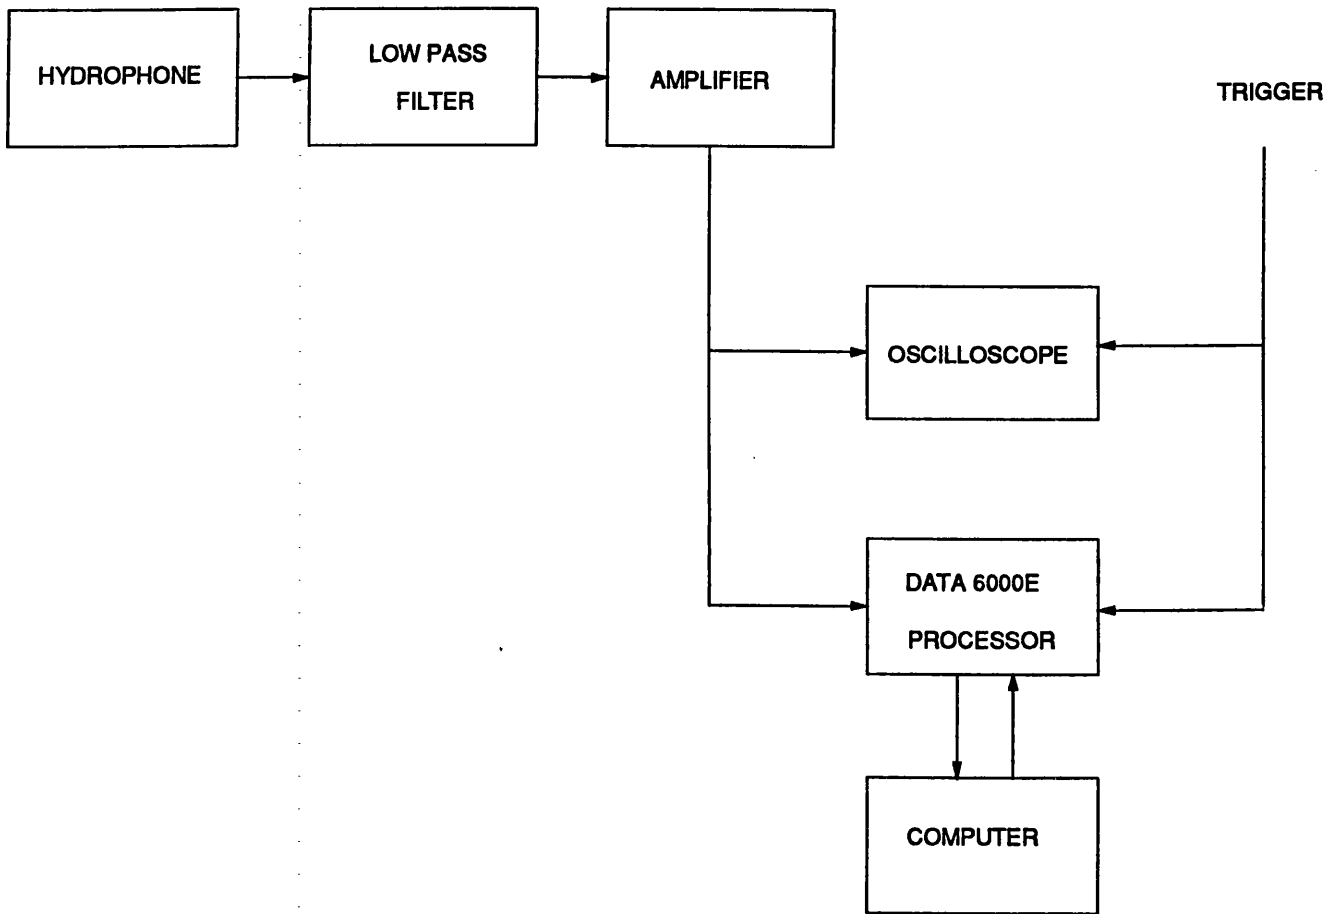 HYDROPHONE
LOW PASS
FILTER
AMPLIFIER
TRIGGER
OSCILLOSCOPE
DATA 6000E
PROCESSOR
COMPUTER